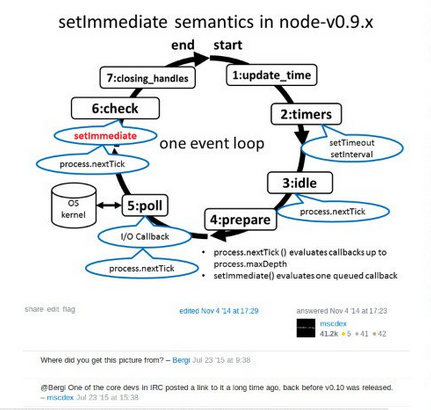 setImmediate semantics in node-v0.9.x
end start
7:closing_handles
1:update_time
6:check
2:timers
setImmediate
one event loop
setTimeout
setInterval
process.nextTick
3:idle
OS
kernel
5:poll
4:prepare
process.nextTick
I/O Callback
process.nextTick
• process.nextTick () evaluates callbacks up to
process.maxDepth
• setImmediate() evaluates one queued callback
share edit flag
edited Nov 4 '14 at 17:29
answered Nov 4 '14 at 17:23
mscdex
41.2k 5 41 42
Where did you get this picture from? – Bergi Jul 23 '15 at 9:38
@Bergi One of the core devs in IRC posted a link to it a long time ago, back before v0.10 was released.
– mscdex Jul 23 '15 at 15:38